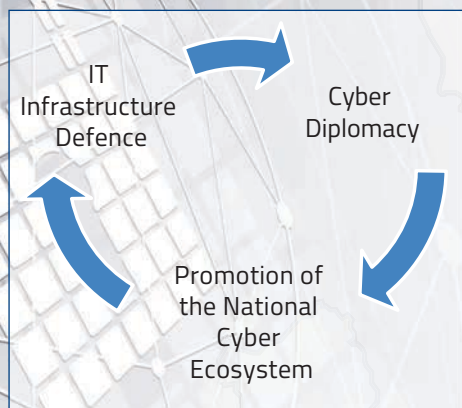 IT
Infrastructure
Defence
Cyber
Diplomacy
Promotion of
the National
Cyber
Ecosystem